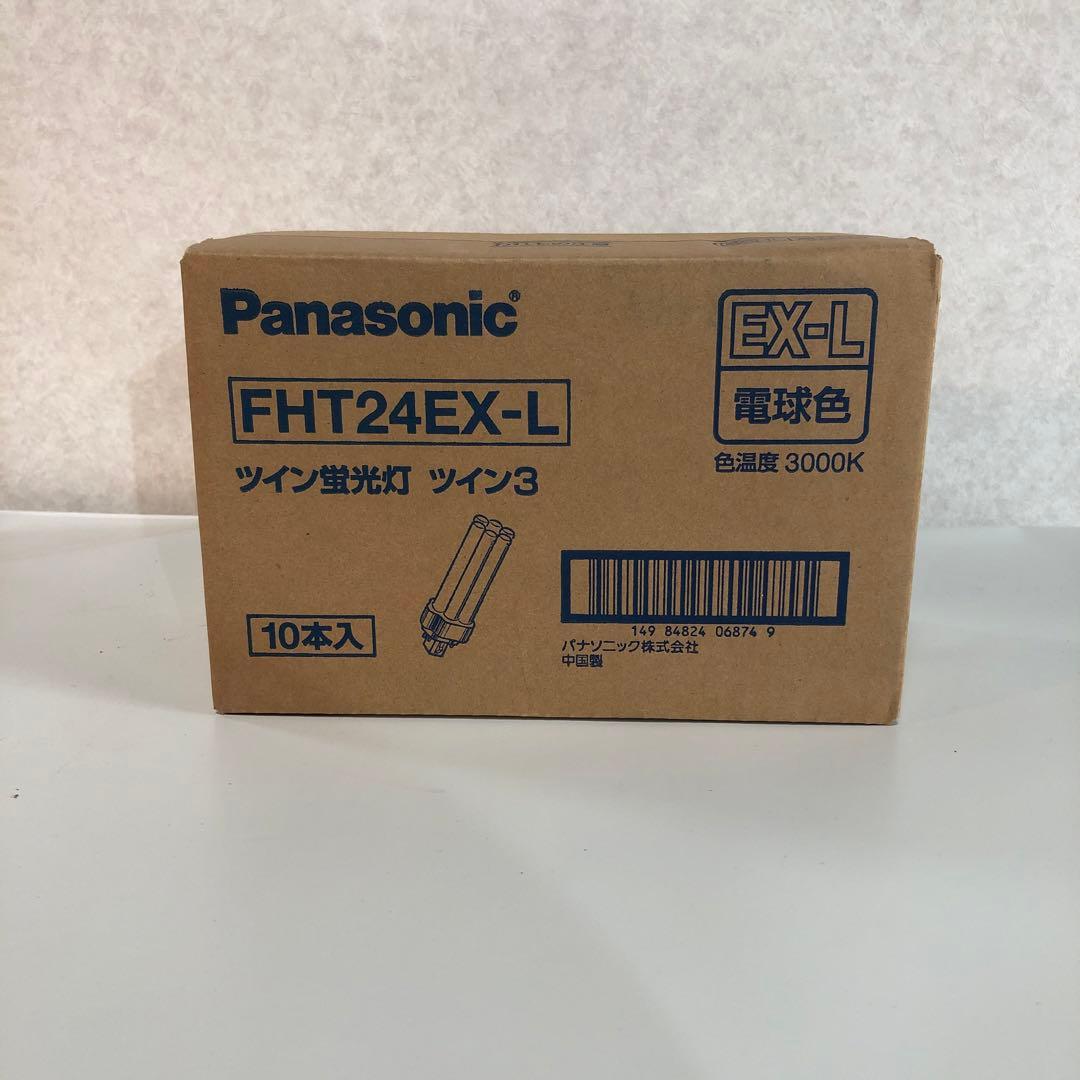 Panasonic®
FHT24EX-L
ツイン蛍光灯 ツイン3
10本入
EX-L
電球色
色温度 3000K
149 84824 06874 9
パナソニック株式会社
中国製